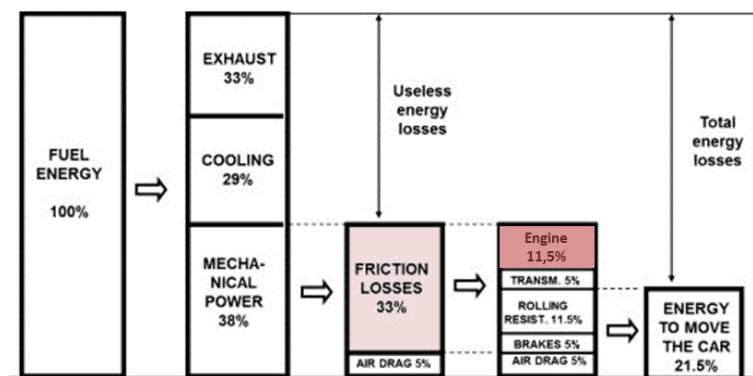 FUEL
ENERGY
100%
EXHAUST
33%
COOLING
29%
MECHA-
NICAL
POWER
38%
Useless
energy
losses
FRICTION
LOSSES
33%
AIR DRAG 5%
Engine
11,5%
TRANSM. 5%
ROLLING
RESIST. 11.5%
BRAKES 5%
AIR DRAG 5%
Total
energy
losses
ENERGY
TO MOVE
THE CAR
21.5%